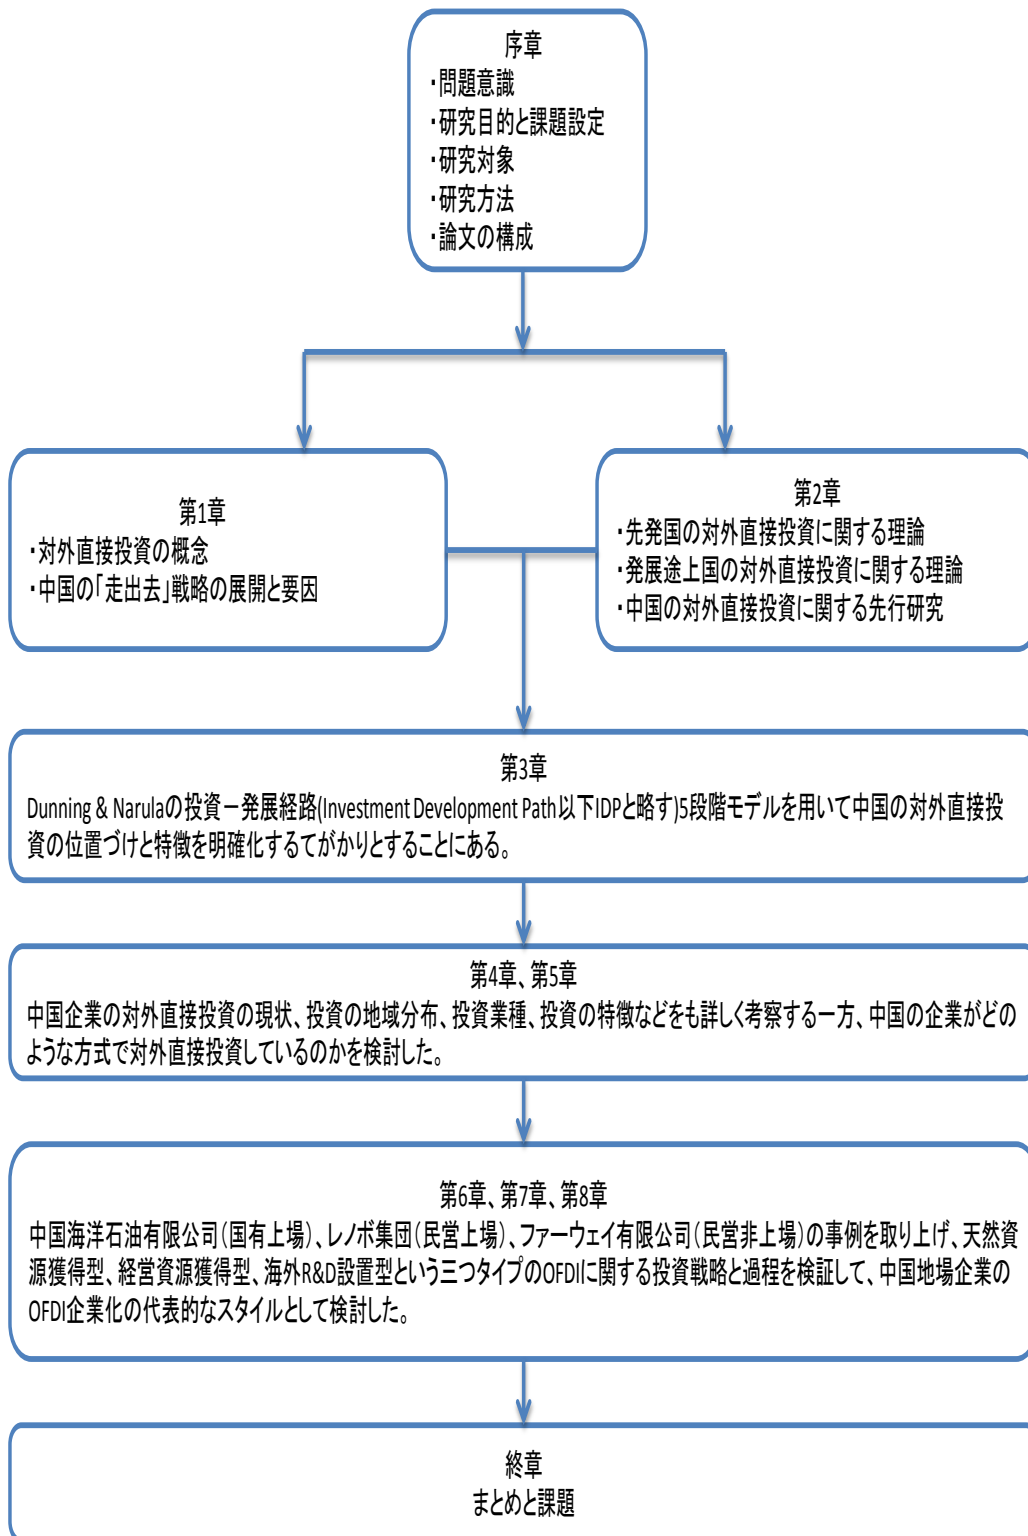 序章
・問題意識
・研究目的と課題設定
・研究対象
・研究方法
・論文の構成
第1章
・対外直接投資の概念
・中国の「走出去」戦略の展開と要因
第2章
・先発国の対外直接投資に関する理論
・発展途上国の対外直接投資に関する理論
・中国の対外直接投資に関する先行研究
第3章
Dunning & Narulaの投資－発展経路(Investment Development Path以下IDPと略す)5段階モデルを用いて中国の対外直接投
資の位置づけと特徴を明確化するてがかりとすることにある。
第4章、第5章
中国企業の対外直接投資の現状、投資の地域分布、投資業種、投資の特徴などをも詳しく考察する一方、中国の企業がどの
ような方式で対外直接投資しているのかを検討した。
第6章、第7章、第8章
中国海洋石油有限公司(国有上場)、レノボ集団(民営上場)、ファーウェイ有限公司(民営非上場)の事例を取り上げ、天然資
源獲得型、経営資源獲得型、海外R&D設置型という三つタイプのOFDIに関する投資戦略と過程を検証して、中国地場企業の
OFDI企業化の代表的なスタイルとして検討した。
終章
まとめと課題